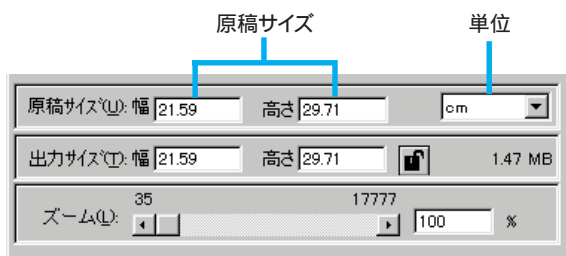 原稿サイズ 単位
原稿サイズ(U): 幅 21.59 高さ 29.71 cm
出力サイズ(T): 幅 21.59 高さ 29.71 1.47 MB
35 17777
ズーム(L): 100 %